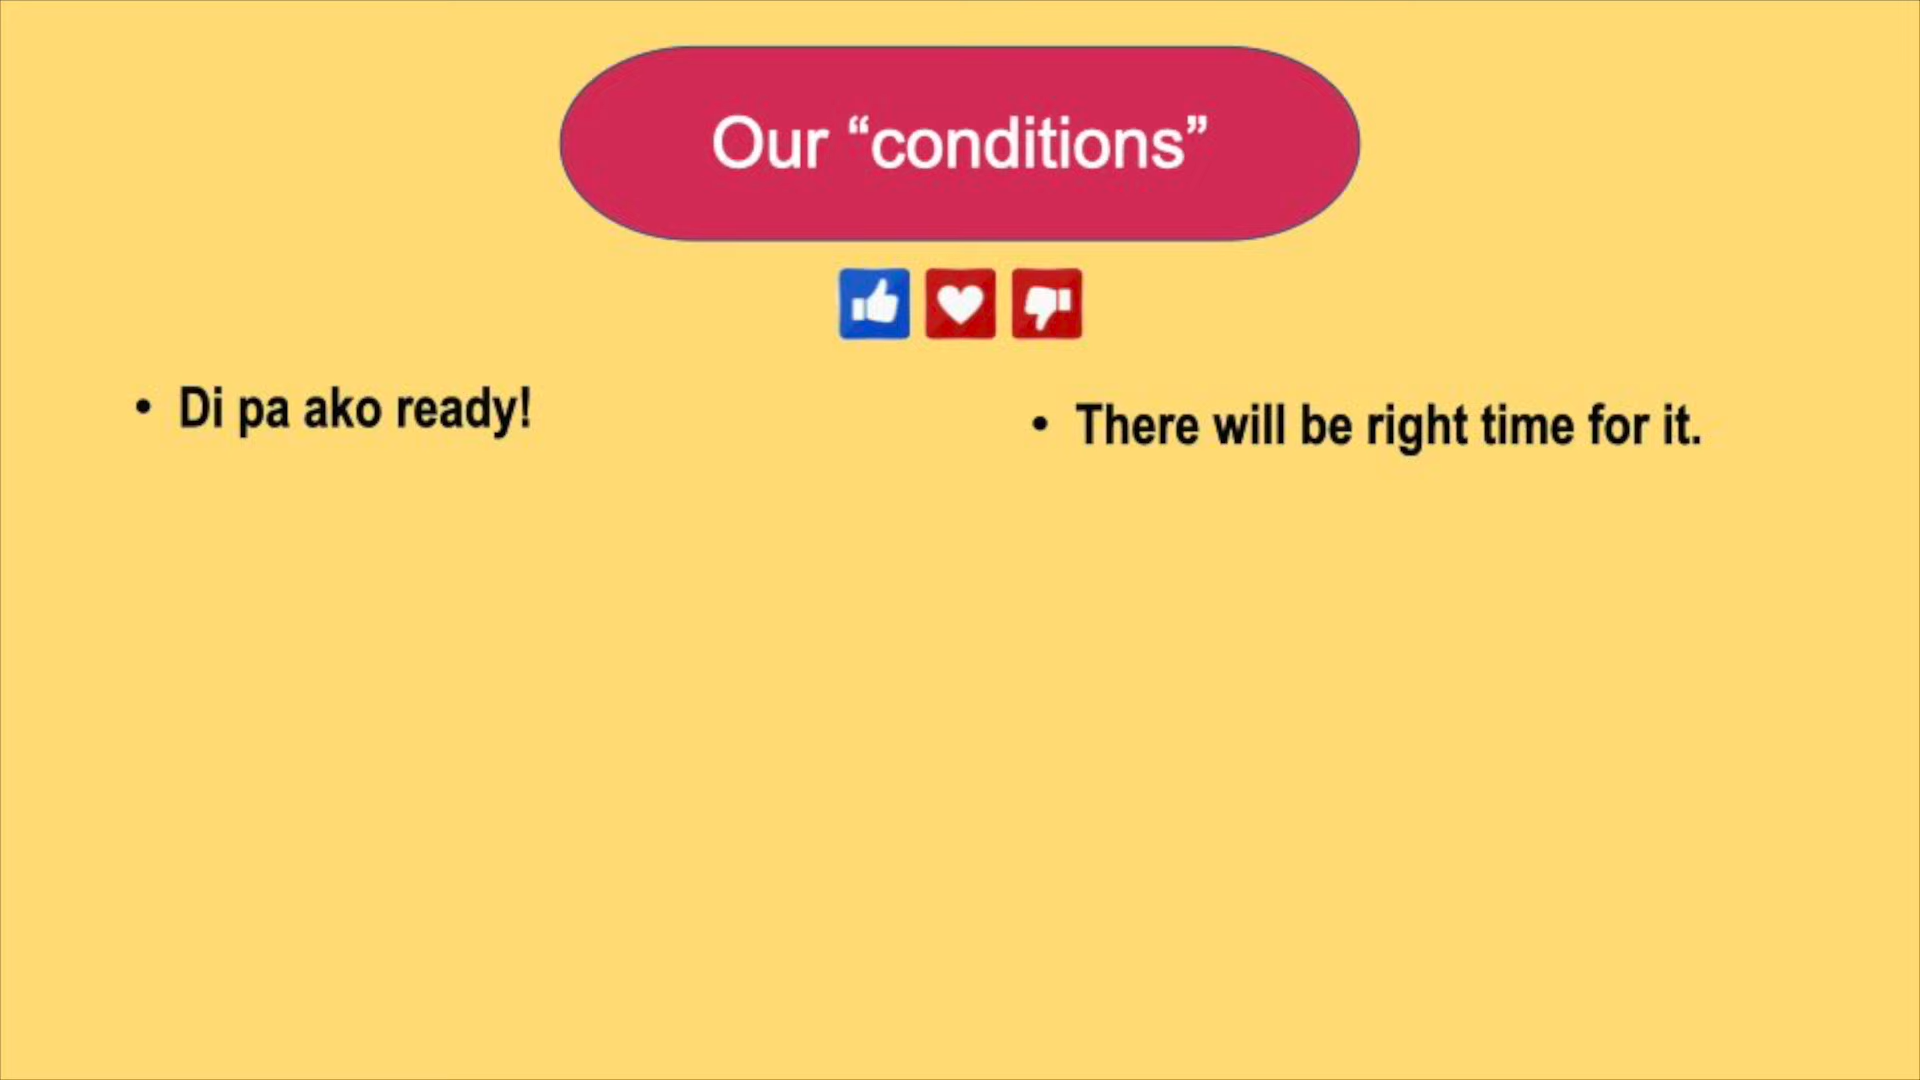 Our “conditions”
• Di pa ako ready!
• There will be right time for it.